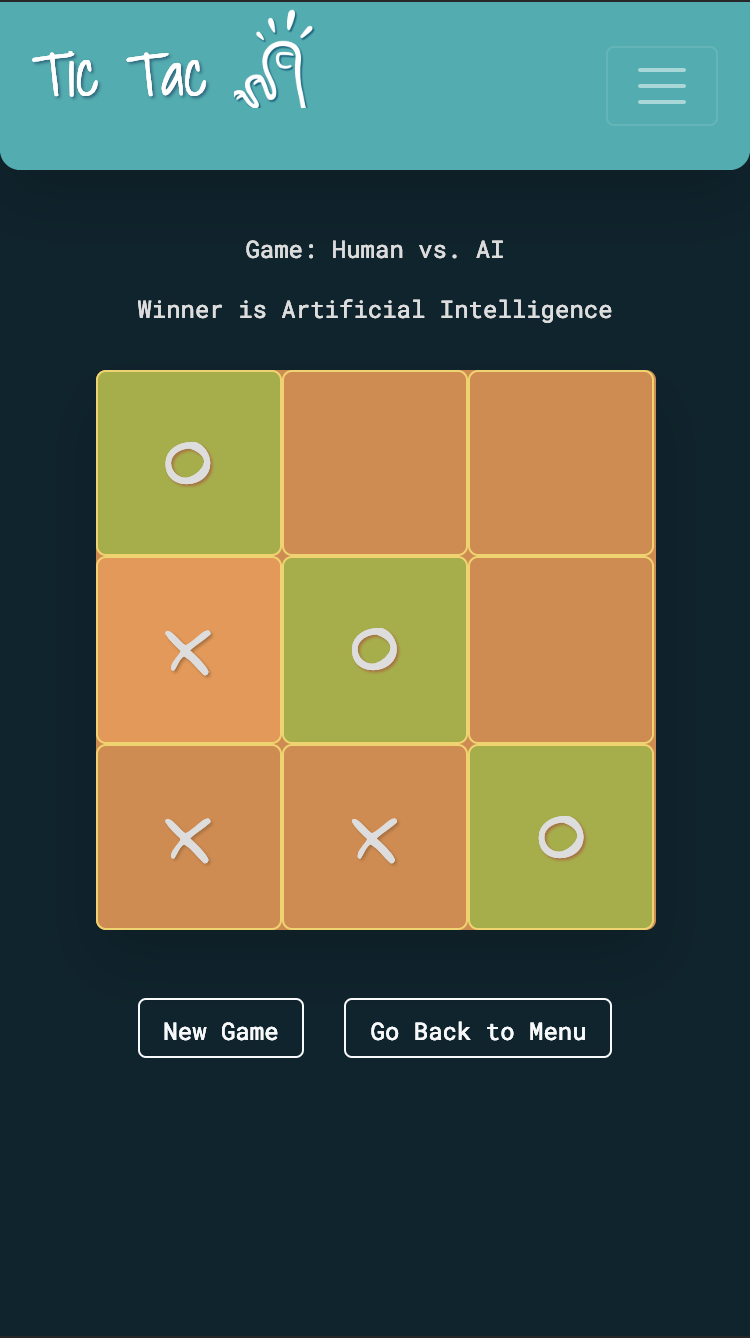 Tic Tac
Game: Human vs. AI
Winner is Artificial Intelligence
O
X O
X X O
New Game Go Back to Menu